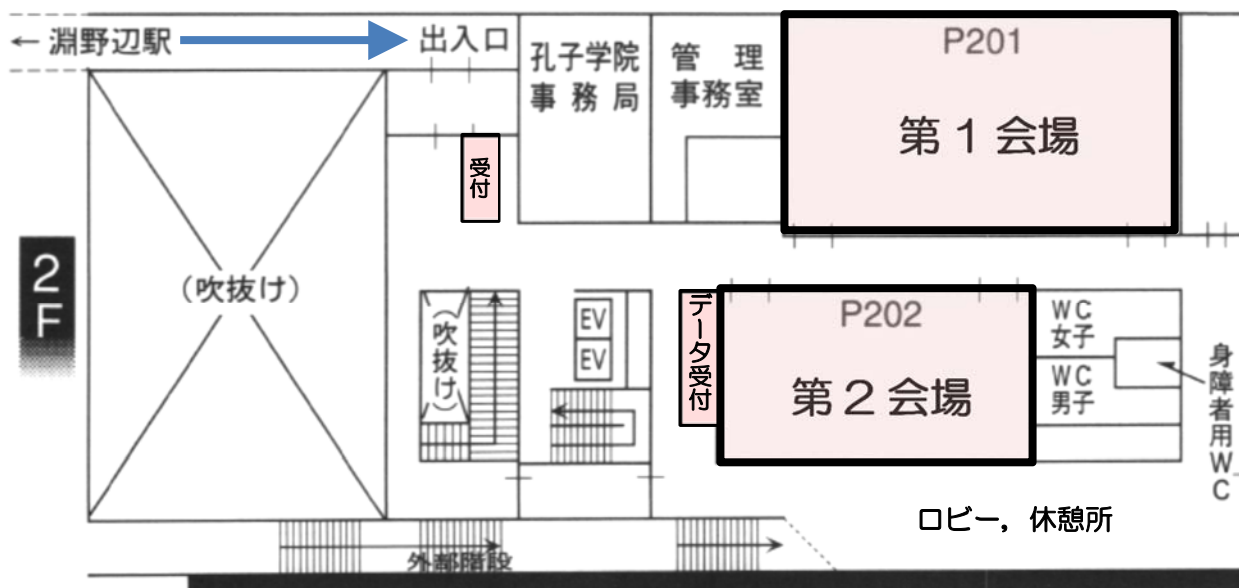 ← 淵野辺駅
出入口
孔子学院
事務局
管理
事務室
P201
第1会場
受付
2F
(吹抜け)
(吹抜け)
EV
EV
データ受付
P202
第2会場
WC
女子
WC
男子
身障者用WC
ロビー，休憩所
外部階段